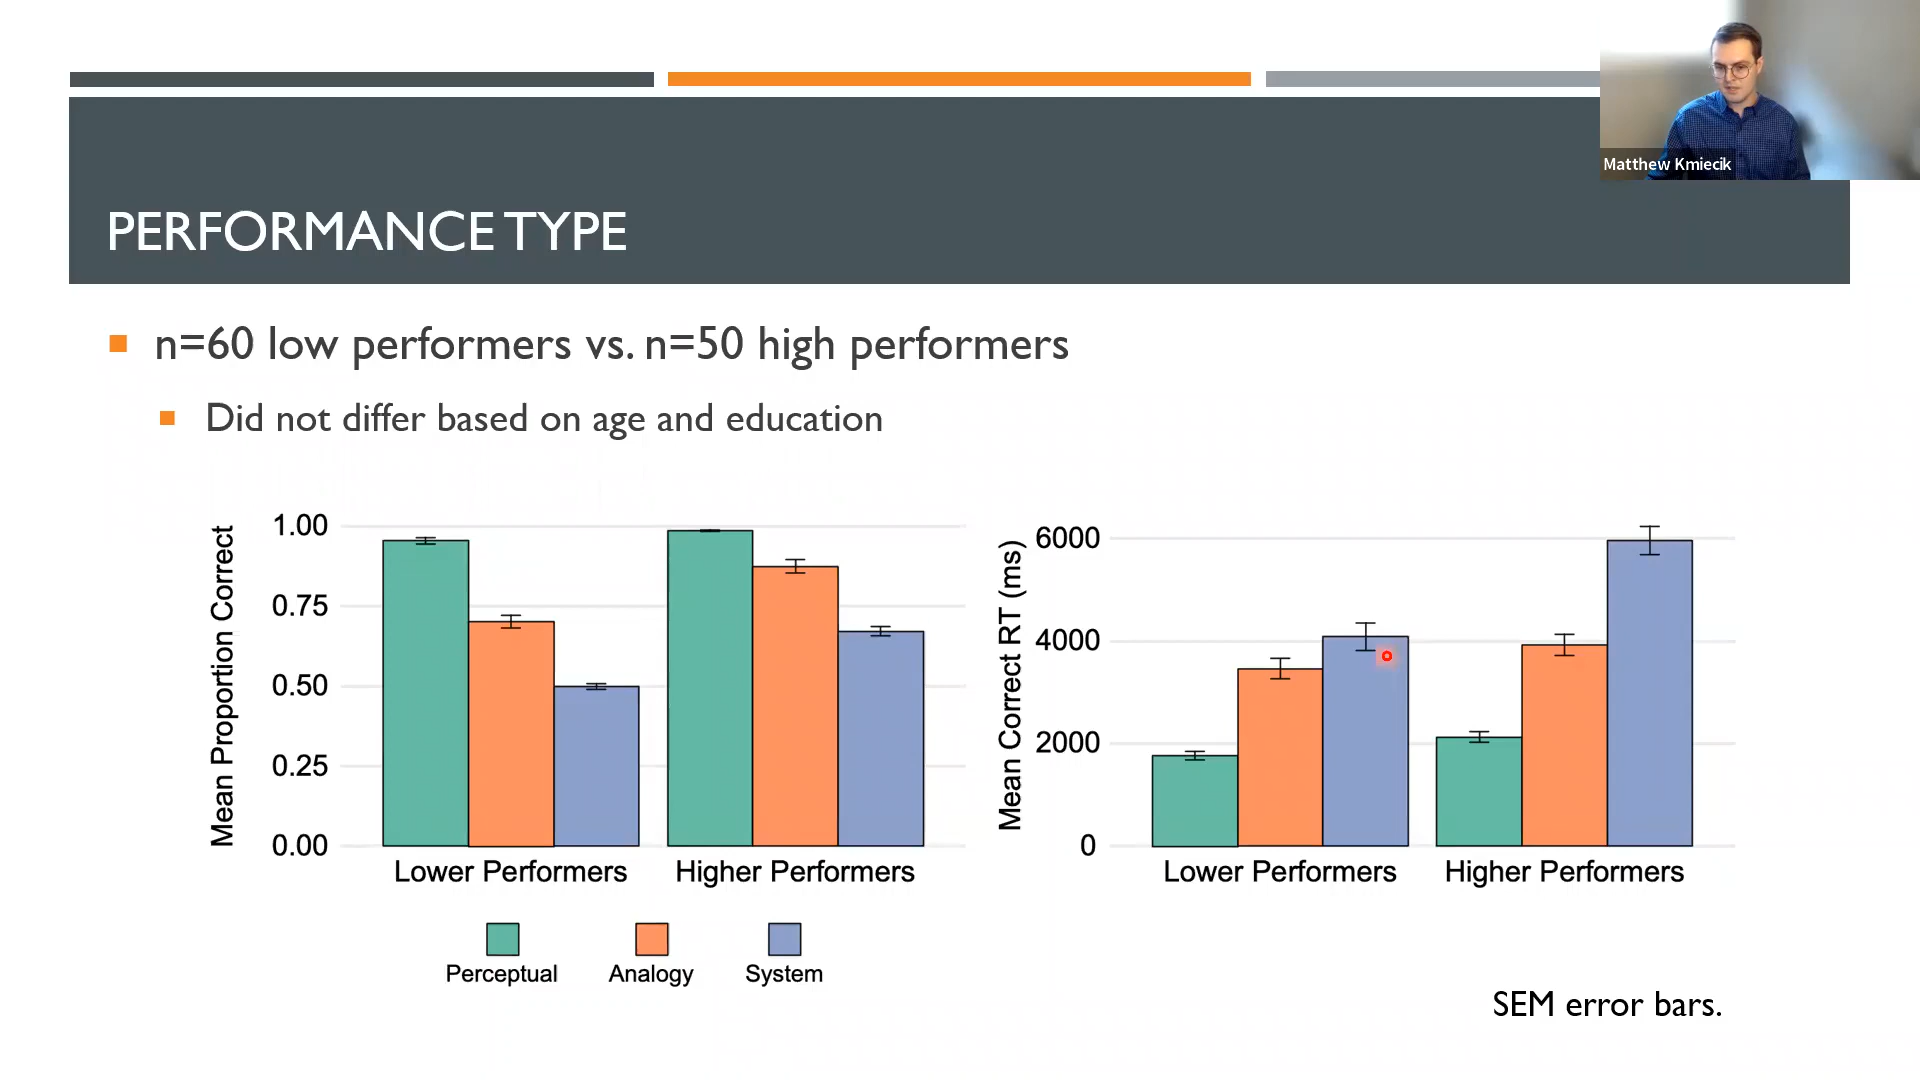 Matthew Kmiecik
PERFORMANCE TYPE
n=60 low performers vs. n=50 high performers
Did not differ based on age and education
Mean Proportion Correct
1.00
0.75
0.50
0.25
0.00
Lower Performers
Higher Performers
Mean Correct RT (ms)
6000
4000
2000
0
Lower Performers
Higher Performers
Perceptual
Analogy
System
SEM error bars.